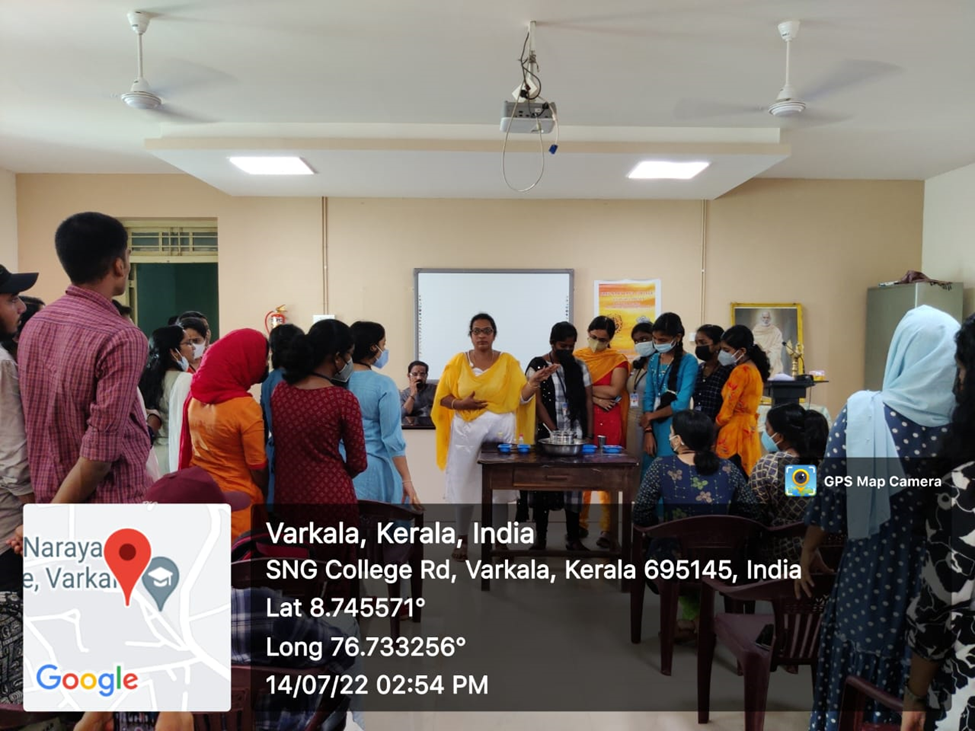 GPS Map Camera
Naraya
e, Varkal
Google
Varkala, Kerala, India
SNG College Rd, Varkala, Kerala 695145, India
Lat 8.745571°
Long 76.733256°
14/07/22 02:54 PM